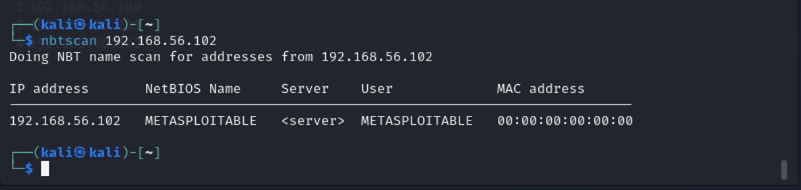 2 192.168.56.100
┌──(kali㉿kali)-[~]
└─$ nbtscan 192.168.56.102
Doing NBT name scan for addresses from 192.168.56.102
IP address NetBIOS Name Server User MAC address
192.168.56.102 METASPLOITABLE <server> METASPLOITABLE 00:00:00:00:00:00
┌──(kali㉿kali)-[~]
└─$